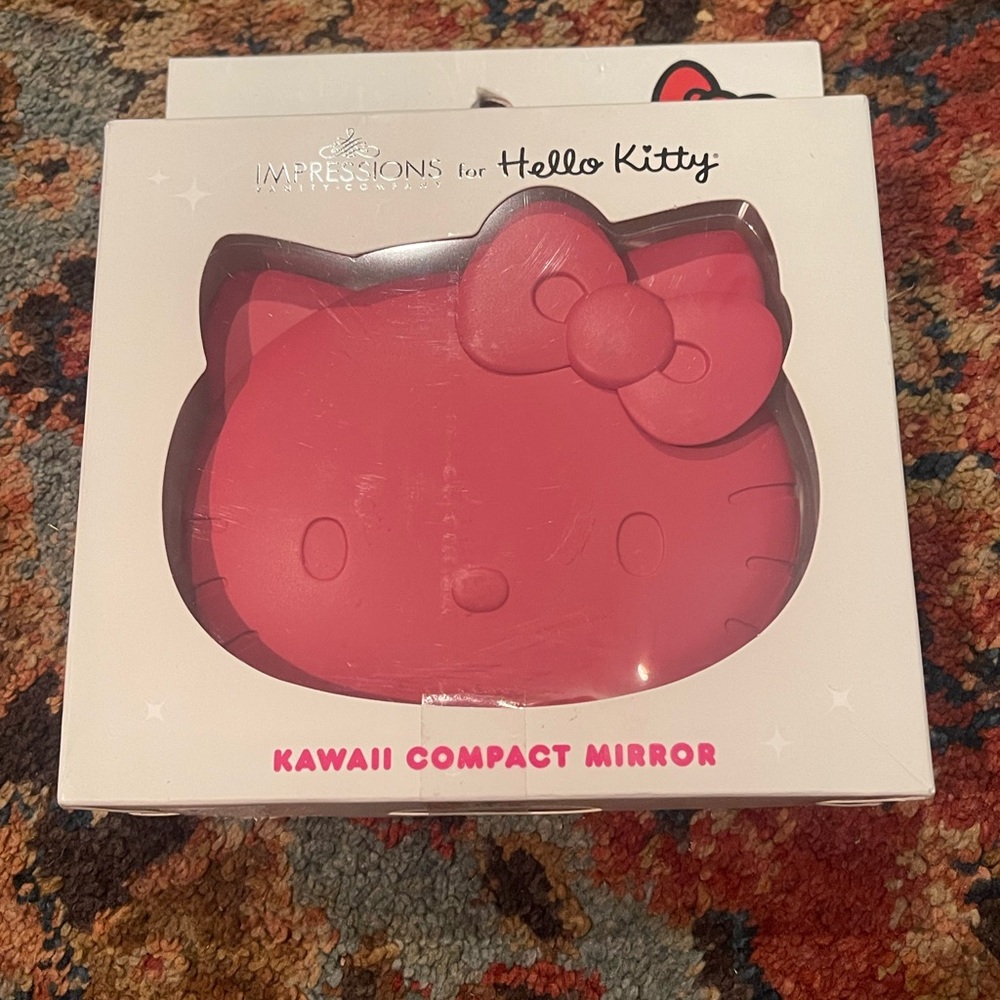 IMPRESSIONS for Hello Kitty®
VANITY · COMPANY
KAWAII COMPACT MIRROR